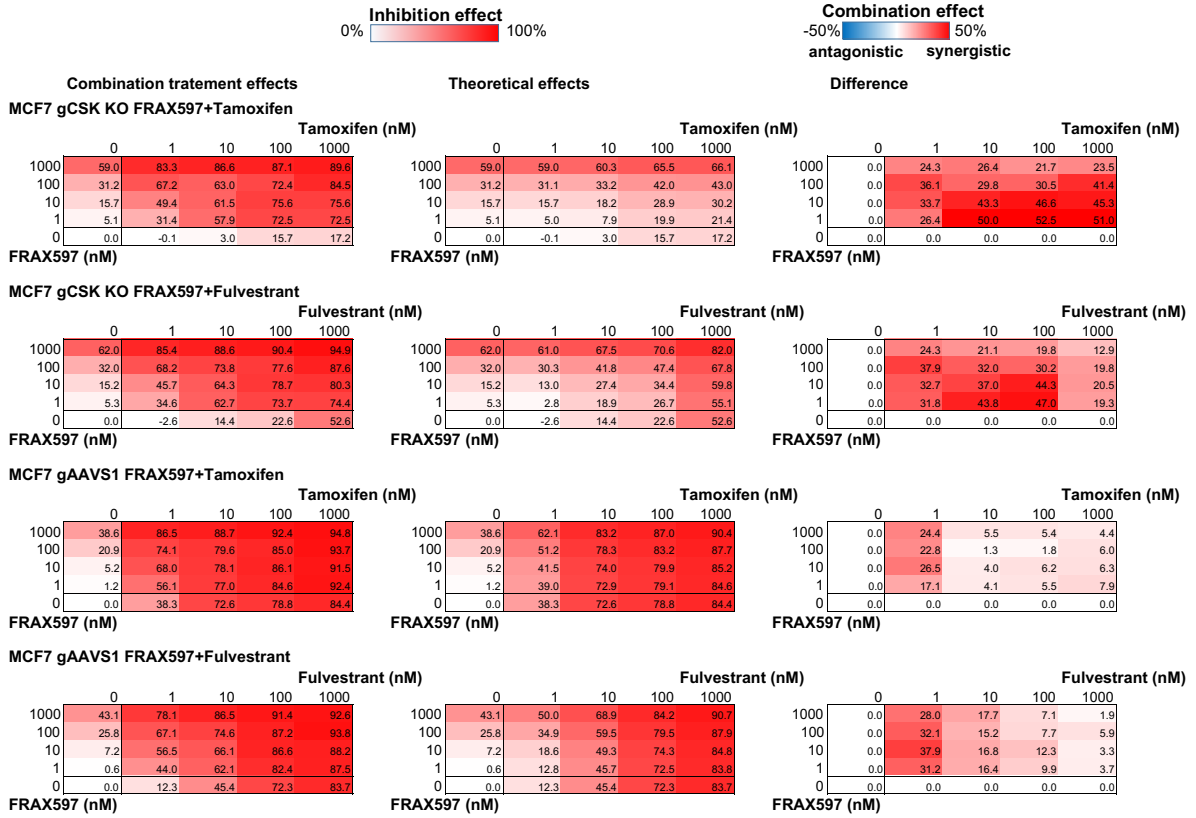 Inhibition effect
0% 100%
Combination effect
-50% 50%
antagonistic synergistic
Combination tratement effects Theoretical effects Difference
MCF7 gCSK KO FRAX597+Tamoxifen
Tamoxifen (nM) Tamoxifen (nM) Tamoxifen (nM)
0 1 10 100 1000 0 1 10 100 1000 0 1 10 100 1000
1000 59.0 83.3 86.6 87.1 89.6 1000 59.0 59.0 60.3 65.5 66.1 1000 0.0 24.3 26.4 21.7 23.5
100 31.2 67.2 63.0 72.4 84.5 100 31.2 31.1 33.2 42.0 43.0 100 0.0 36.1 29.8 30.5 41.4
10 15.7 49.4 61.5 75.6 75.6 10 15.7 15.7 18.2 28.9 30.2 10 0.0 33.7 43.3 46.6 45.3
1 5.1 31.4 57.9 72.5 72.5 1 5.1 5.0 7.9 19.9 21.4 1 0.0 26.4 50.0 52.5 51.0
0 0.0 -0.1 3.0 15.7 17.2 0 0.0 -0.1 3.0 15.7 17.2 0 0.0 0.0 0.0 0.0 0.0
FRAX597 (nM) FRAX597 (nM) FRAX597 (nM)
MCF7 gCSK KO FRAX597+Fulvestrant
Fulvestrant (nM) Fulvestrant (nM) Fulvestrant (nM)
0 1 10 100 1000 0 1 10 100 1000 0 1 10 100 1000
1000 62.0 85.4 88.6 90.4 94.9 1000 62.0 61.0 67.5 70.6 82.0 1000 0.0 24.3 21.1 19.8 12.9
100 32.0 68.2 73.8 77.6 87.6 100 32.0 30.3 41.8 47.4 67.8 100 0.0 37.9 32.0 30.2 19.8
10 15.2 45.7 64.3 78.7 80.3 10 15.2 13.0 27.4 34.4 59.8 10 0.0 32.7 37.0 44.3 20.5
1 5.3 34.6 62.7 73.7 74.4 1 5.3 2.8 18.9 26.7 55.1 1 0.0 31.8 43.8 47.0 19.3
0 0.0 -2.6 14.4 22.6 52.6 0 0.0 -2.6 14.4 22.6 52.6 0 0.0 0.0 0.0 0.0 0.0
FRAX597 (nM) FRAX597 (nM) FRAX597 (nM)
MCF7 gAAVS1 FRAX597+Tamoxifen
Tamoxifen (nM) Tamoxifen (nM) Tamoxifen (nM)
0 1 10 100 1000 0 1 10 100 1000 0 1 10 100 1000
1000 38.6 86.5 88.7 92.4 94.8 1000 38.6 62.1 83.2 87.0 90.4 1000 0.0 24.4 5.5 5.4 4.4
100 20.9 74.1 79.6 85.0 93.7 100 20.9 51.2 78.3 83.2 87.7 100 0.0 22.8 1.3 1.8 6.0
10 5.2 68.0 78.1 86.1 91.5 10 5.2 41.5 74.0 79.9 85.2 10 0.0 26.5 4.0 6.2 6.3
1 1.2 56.1 77.0 84.6 92.4 1 1.2 39.0 72.9 79.1 84.6 1 0.0 17.1 4.1 5.5 7.9
0 0.0 38.3 72.6 78.8 84.4 0 0.0 38.3 72.6 78.8 84.4 0 0.0 0.0 0.0 0.0 0.0
FRAX597 (nM) FRAX597 (nM) FRAX597 (nM)
MCF7 gAAVS1 FRAX597+Fulvestrant
Fulvestrant (nM) Fulvestrant (nM) Fulvestrant (nM)
0 1 10 100 1000 0 1 10 100 1000 0 1 10 100 1000
1000 43.1 78.1 86.5 91.4 92.6 1000 43.1 50.0 68.9 84.2 90.7 1000 0.0 28.0 17.7 7.1 1.9
100 25.8 67.1 74.6 87.2 93.8 100 25.8 34.9 59.5 79.5 87.9 100 0.0 32.1 15.2 7.7 5.9
10 7.2 56.5 66.1 86.6 88.2 10 7.2 18.6 49.3 74.3 84.8 10 0.0 37.9 16.8 12.3 3.3
1 0.6 44.0 62.1 82.4 87.5 1 0.6 12.8 45.7 72.5 83.8 1 0.0 31.2 16.4 9.9 3.7
0 0.0 12.3 45.4 72.3 83.7 0 0.0 12.3 45.4 72.3 83.7 0 0.0 0.0 0.0 0.0 0.0
FRAX597 (nM) FRAX597 (nM) FRAX597 (nM)